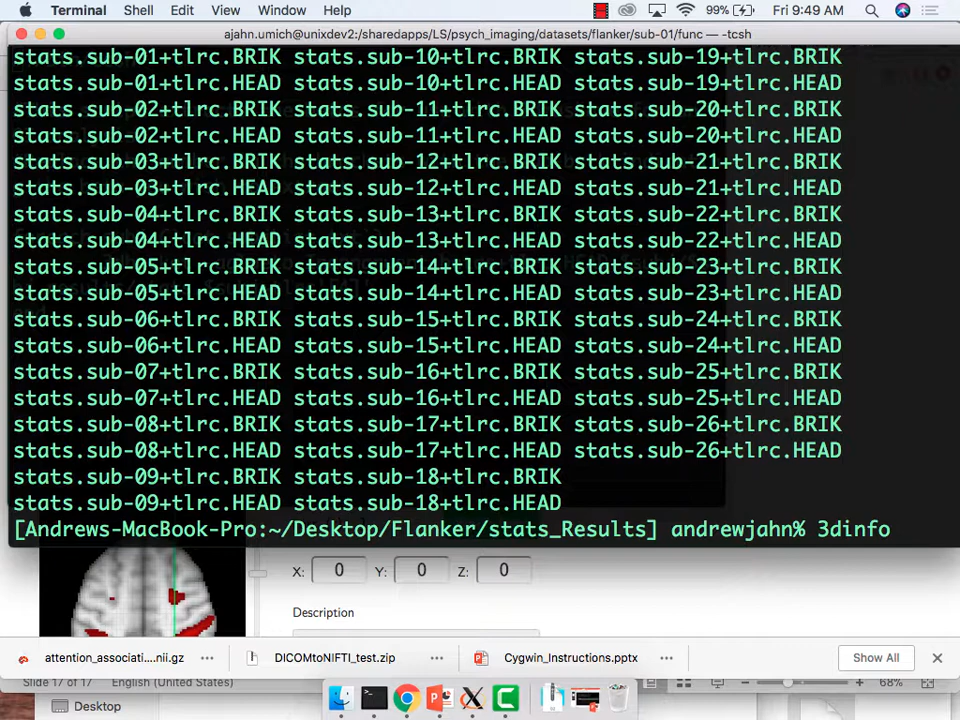 Terminal Shell Edit View Window Help 99% Fri 9:49 AM
ajahn.umich@unixdev2:/sharedapps/LS/psych_imaging/datasets/flanker/sub-01/func — -tcsh
stats.sub-01+tlrc.BRIK stats.sub-10+tlrc.BRIK stats.sub-19+tlrc.BRIK
stats.sub-01+tlrc.HEAD stats.sub-10+tlrc.HEAD stats.sub-19+tlrc.HEAD
stats.sub-02+tlrc.BRIK stats.sub-11+tlrc.BRIK stats.sub-20+tlrc.BRIK
stats.sub-02+tlrc.HEAD stats.sub-11+tlrc.HEAD stats.sub-20+tlrc.HEAD
stats.sub-03+tlrc.BRIK stats.sub-12+tlrc.BRIK stats.sub-21+tlrc.BRIK
stats.sub-03+tlrc.HEAD stats.sub-12+tlrc.HEAD stats.sub-21+tlrc.HEAD
stats.sub-04+tlrc.BRIK stats.sub-13+tlrc.BRIK stats.sub-22+tlrc.BRIK
stats.sub-04+tlrc.HEAD stats.sub-13+tlrc.HEAD stats.sub-22+tlrc.HEAD
stats.sub-05+tlrc.BRIK stats.sub-14+tlrc.BRIK stats.sub-23+tlrc.BRIK
stats.sub-05+tlrc.HEAD stats.sub-14+tlrc.HEAD stats.sub-23+tlrc.HEAD
stats.sub-06+tlrc.BRIK stats.sub-15+tlrc.BRIK stats.sub-24+tlrc.BRIK
stats.sub-06+tlrc.HEAD stats.sub-15+tlrc.HEAD stats.sub-24+tlrc.HEAD
stats.sub-07+tlrc.BRIK stats.sub-16+tlrc.BRIK stats.sub-25+tlrc.BRIK
stats.sub-07+tlrc.HEAD stats.sub-16+tlrc.HEAD stats.sub-25+tlrc.HEAD
stats.sub-08+tlrc.BRIK stats.sub-17+tlrc.BRIK stats.sub-26+tlrc.BRIK
stats.sub-08+tlrc.HEAD stats.sub-17+tlrc.HEAD stats.sub-26+tlrc.HEAD
stats.sub-09+tlrc.BRIK stats.sub-18+tlrc.BRIK
stats.sub-09+tlrc.HEAD stats.sub-18+tlrc.HEAD
[Andrews-MacBook-Pro:~/Desktop/Flanker/stats_Results] andrewjahn% 3dinfo
X: 0 Y: 0 Z: 0
Description
attention_associati....nii.gz DICOMtoNIFTI_test.zip Cygwin_Instructions.pptx Show All
Slide 17 of 17 English (United States) 68%
Desktop